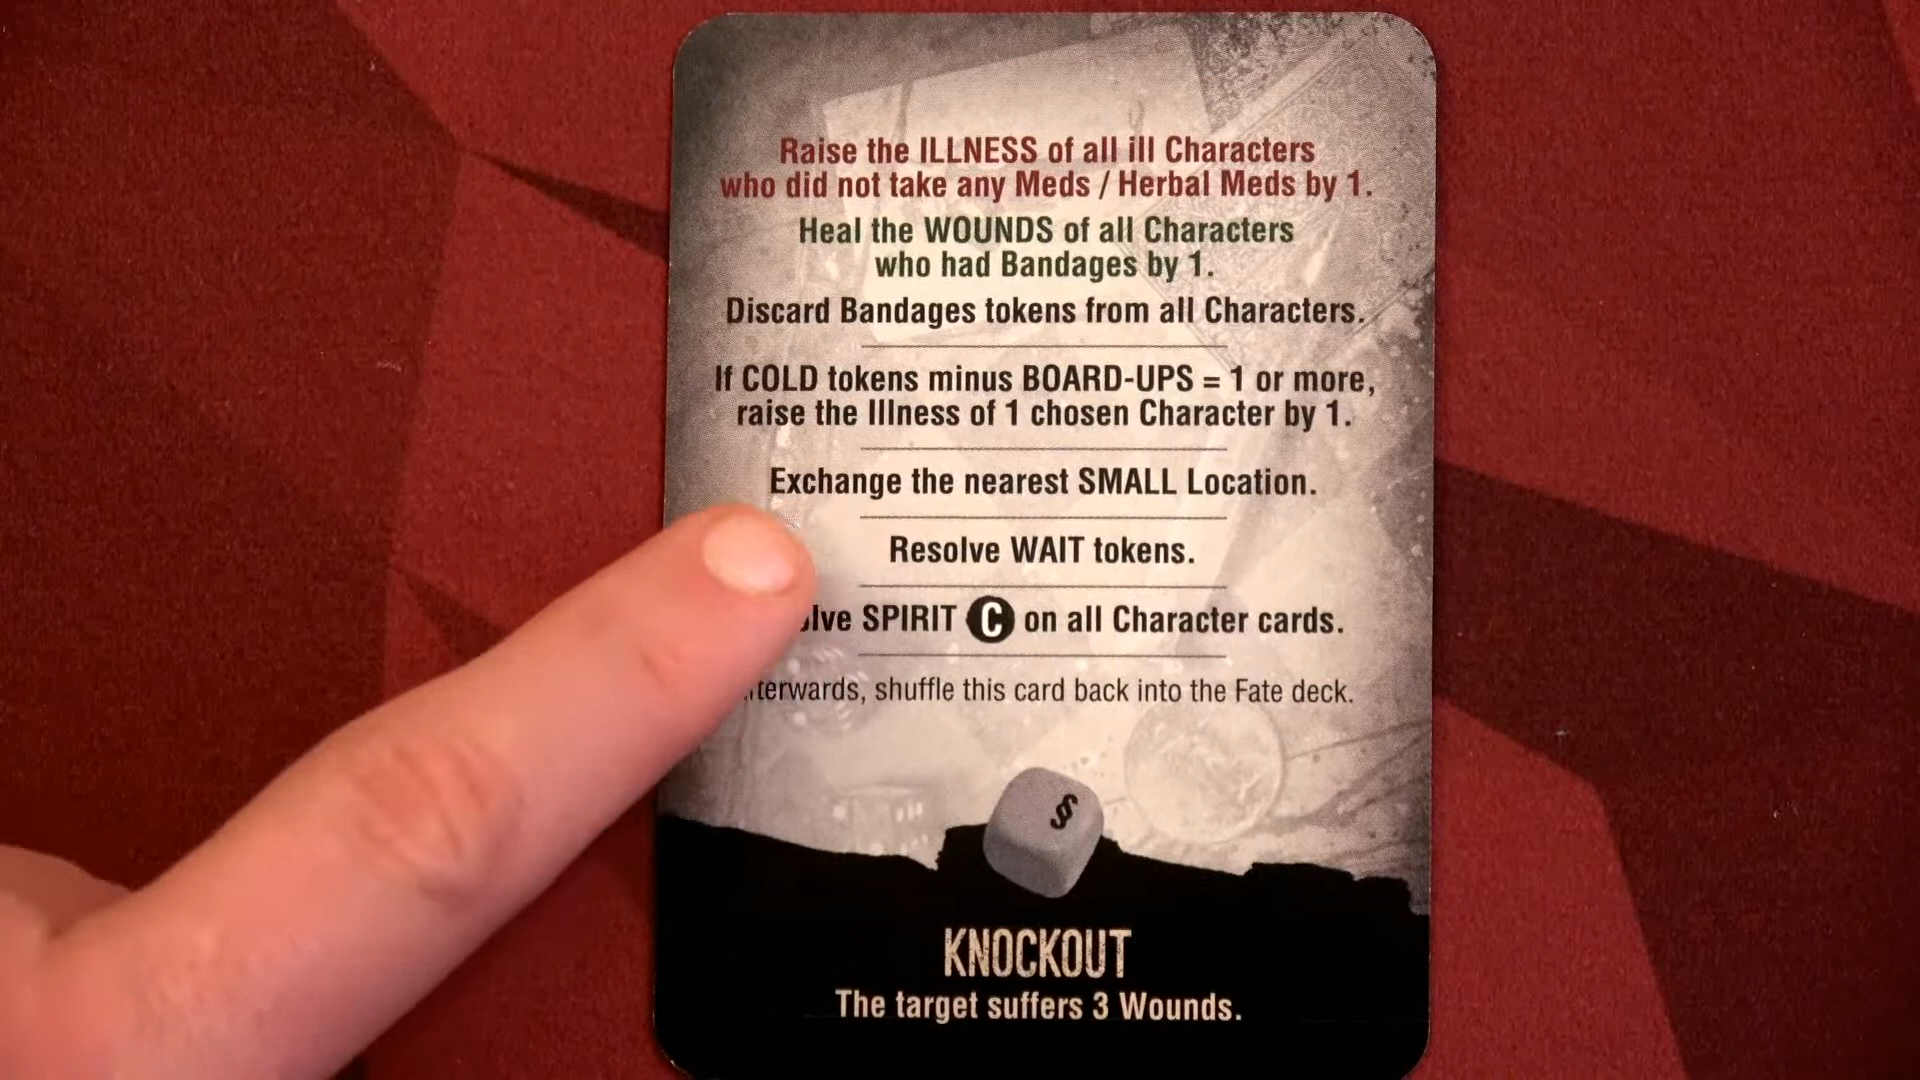 Raise the ILLNESS of all ill Characters
who did not take any Meds / Herbal Meds by 1.
Heal the WOUNDS of all Characters
who had Bandages by 1.
Discard Bandages tokens from all Characters.
If COLD tokens minus BOARD-UPS = 1 or more,
raise the Illness of 1 chosen Character by 1.
Exchange the nearest SMALL Location.
Resolve WAIT tokens.
SPIRIT C on all Character cards.
shuffle this card back into the Fate deck.
§
KNOCKOUT
The target suffers 3 Wounds.